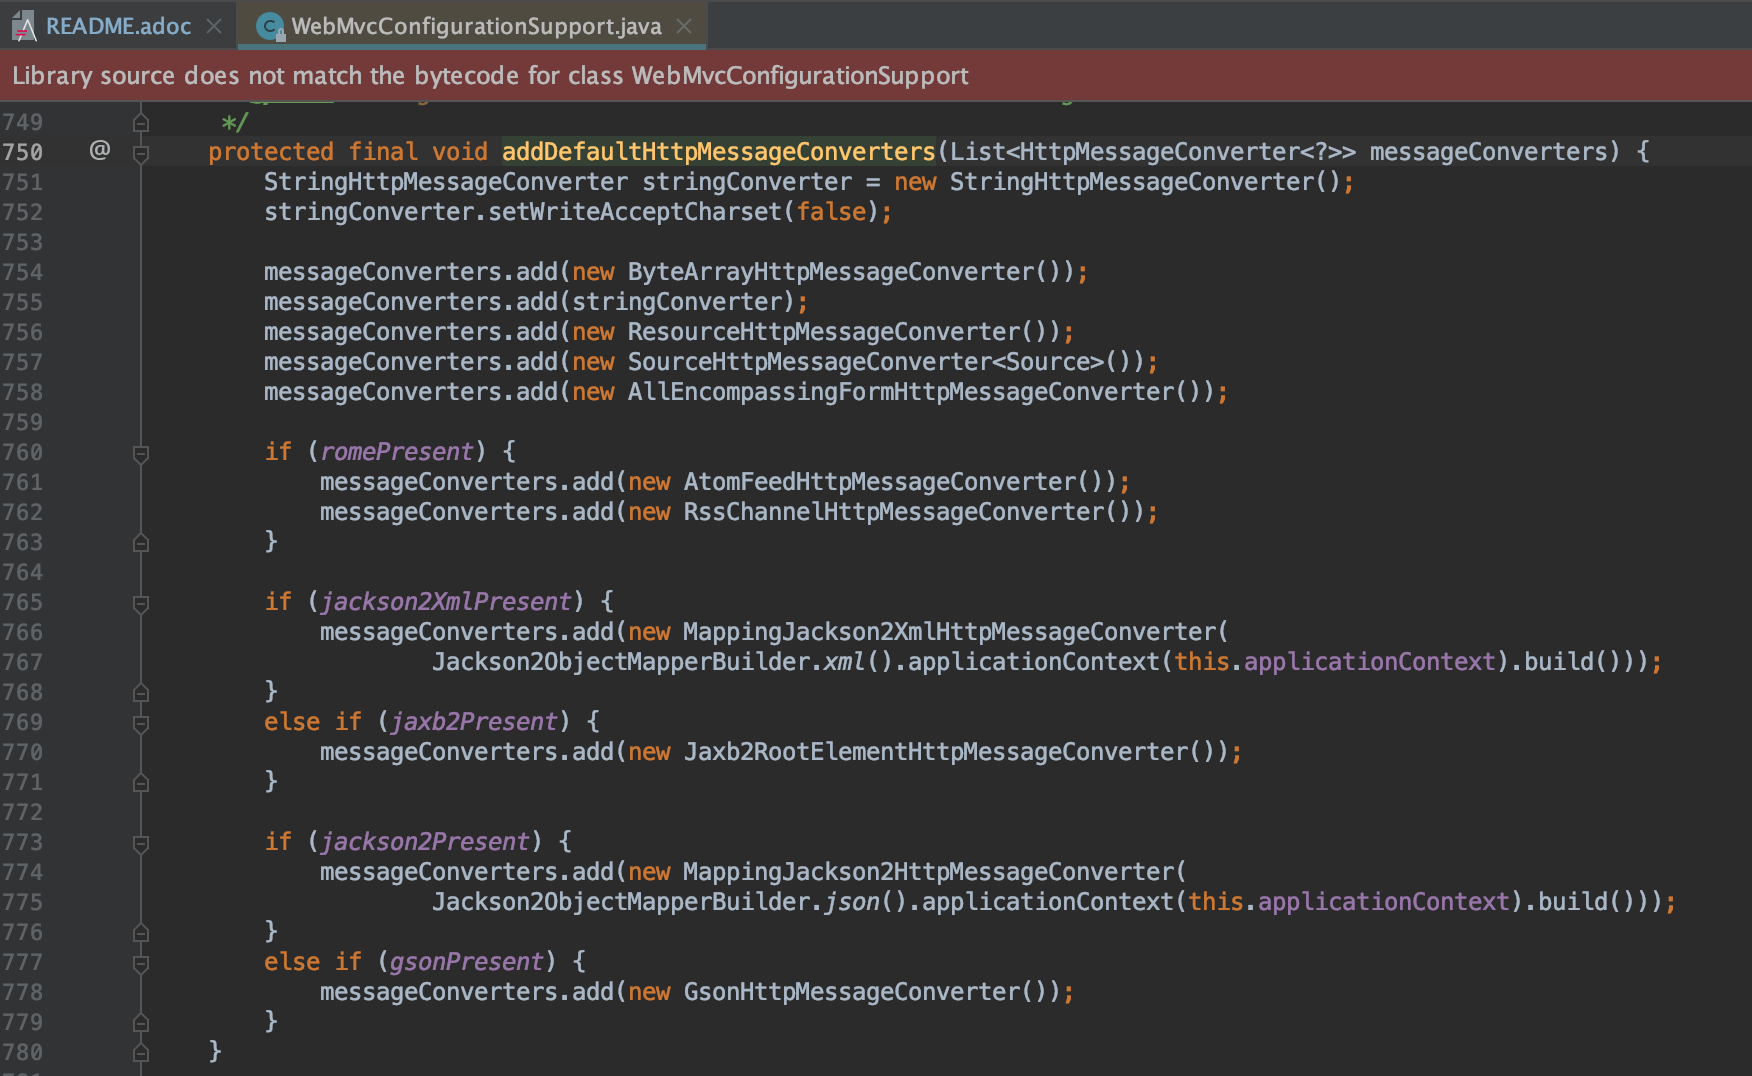 README.adoc WebMvcConfigurationSupport.java
Library source does not match the bytecode for class WebMvcConfigurationSupport
749 */
750 @ protected final void addDefaultHttpMessageConverters(List<HttpMessageConverter<?>> messageConverters) {
751 StringHttpMessageConverter stringConverter = new StringHttpMessageConverter();
752 stringConverter.setWriteAcceptCharset(false);
753
754 messageConverters.add(new ByteArrayHttpMessageConverter());
755 messageConverters.add(stringConverter);
756 messageConverters.add(new ResourceHttpMessageConverter());
757 messageConverters.add(new SourceHttpMessageConverter<Source>());
758 messageConverters.add(new AllEncompassingFormHttpMessageConverter());
759
760 if (romePresent) {
761 messageConverters.add(new AtomFeedHttpMessageConverter());
762 messageConverters.add(new RssChannelHttpMessageConverter());
763 }
764
765 if (jackson2XmlPresent) {
766 messageConverters.add(new MappingJackson2XmlHttpMessageConverter(
767 Jackson2ObjectMapperBuilder.xml().applicationContext(this.applicationContext).build()));
768 }
769 else if (jaxb2Present) {
770 messageConverters.add(new Jaxb2RootElementHttpMessageConverter());
771 }
772
773 if (jackson2Present) {
774 messageConverters.add(new MappingJackson2HttpMessageConverter(
775 Jackson2ObjectMapperBuilder.json().applicationContext(this.applicationContext).build()));
776 }
777 else if (gsonPresent) {
778 messageConverters.add(new GsonHttpMessageConverter());
779 }
780 }